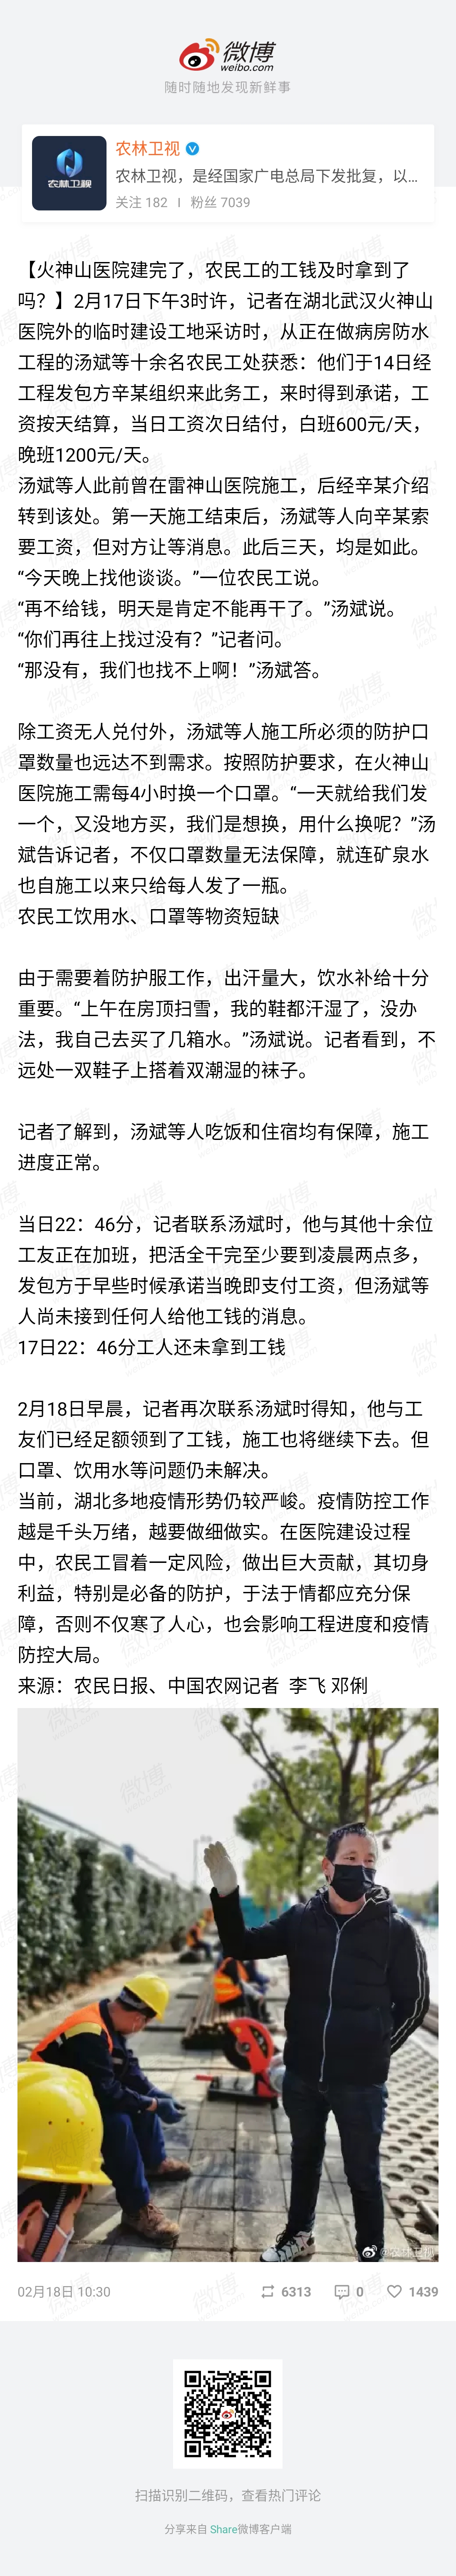 微博
weibo.com
随时随地发现新鲜事
农林卫视
农林卫视
农林卫视，是经国家广电总局下发批复，以...
关注 182 | 粉丝 7039
【火神山医院建完了，农民工的工钱及时拿到了
吗？】2月17日下午3时许，记者在湖北武汉火神山
医院外的临时建设工地采访时，从正在做病房防水
工程的汤斌等十余名农民工处获悉：他们于14日经
工程发包方辛某组织来此务工，来时得到承诺，工
资按天结算，当日工资次日结付，白班600元/天，
晚班1200元/天。
汤斌等人此前曾在雷神山医院施工，后经辛某介绍
转到该处。第一天施工结束后，汤斌等人向辛某索
要工资，但对方让等消息。此后三天，均是如此。
“今天晚上找他谈谈。”一位农民工说。
“再不给钱，明天是肯定不能再干了。”汤斌说。
“你们再往上找过没有？”记者问。
“那没有，我们也找不上啊！”汤斌答。
除工资无人兑付外，汤斌等人施工所必须的防护口
罩数量也远达不到需求。按照防护要求，在火神山
医院施工需每4小时换一个口罩。“一天就给我们发
一个，又没地方买，我们是想换，用什么换呢？”汤
斌告诉记者，不仅口罩数量无法保障，就连矿泉水
也自施工以来只给每人发了一瓶。
农民工饮用水、口罩等物资短缺
由于需要着防护服工作，出汗量大，饮水补给十分
重要。“上午在房顶扫雪，我的鞋都汗湿了，没办
法，我自己去买了几箱水。”汤斌说。记者看到，不
远处一双鞋子上搭着双潮湿的袜子。
记者了解到，汤斌等人吃饭和住宿均有保障，施工
进度正常。
当日22：46分，记者联系汤斌时，他与其他十余位
工友正在加班，把活全干完至少要到凌晨两点多，
发包方于早些时候承诺当晚即支付工资，但汤斌等
人尚未接到任何人给他工钱的消息。
17日22：46分工人还未拿到工钱
2月18日早晨，记者再次联系汤斌时得知，他与工
友们已经足额领到了工钱，施工也将继续下去。但
口罩、饮用水等问题仍未解决。
当前，湖北多地疫情形势仍较严峻。疫情防控工作
越是千头万绪，越要做细做实。在医院建设过程
中，农民工冒着一定风险，做出巨大贡献，其切身
利益，特别是必备的防护，于法于情都应充分保
障，否则不仅寒了人心，也会影响工程进度和疫情
防控大局。
来源：农民日报、中国农网记者 李飞 邓俐
@农林卫视
02月18日 10:30
6313
0
1439
扫描识别二维码，查看热门评论
分享来自 Share微博客户端